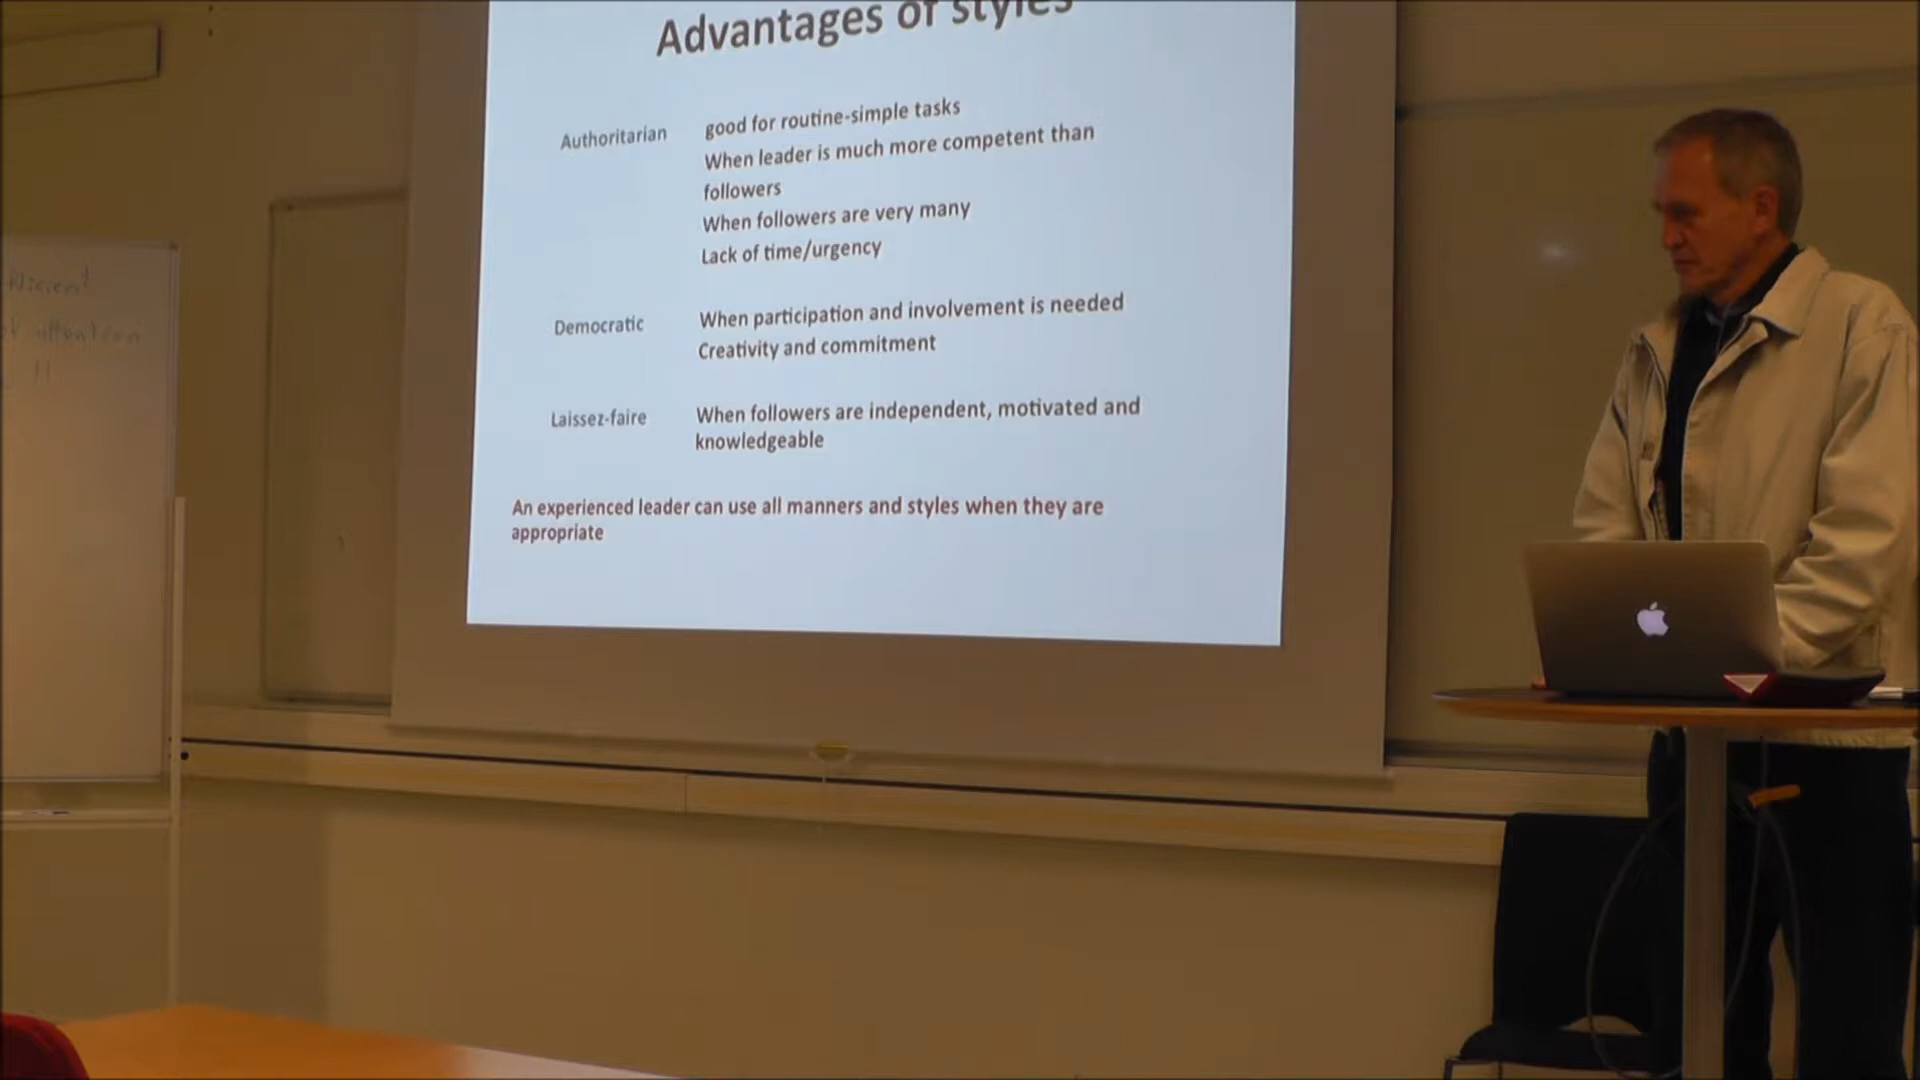 Advantages of styles
Authoritarian
good for routine-simple tasks
When leader is much more competent than
followers
When followers are very many
Lack of time/urgency
Democratic
When participation and involvement is needed
Creativity and commitment
Laissez-faire
When followers are independent, motivated and
knowledgeable
An experienced leader can use all manners and styles when they are
appropriate
of attention